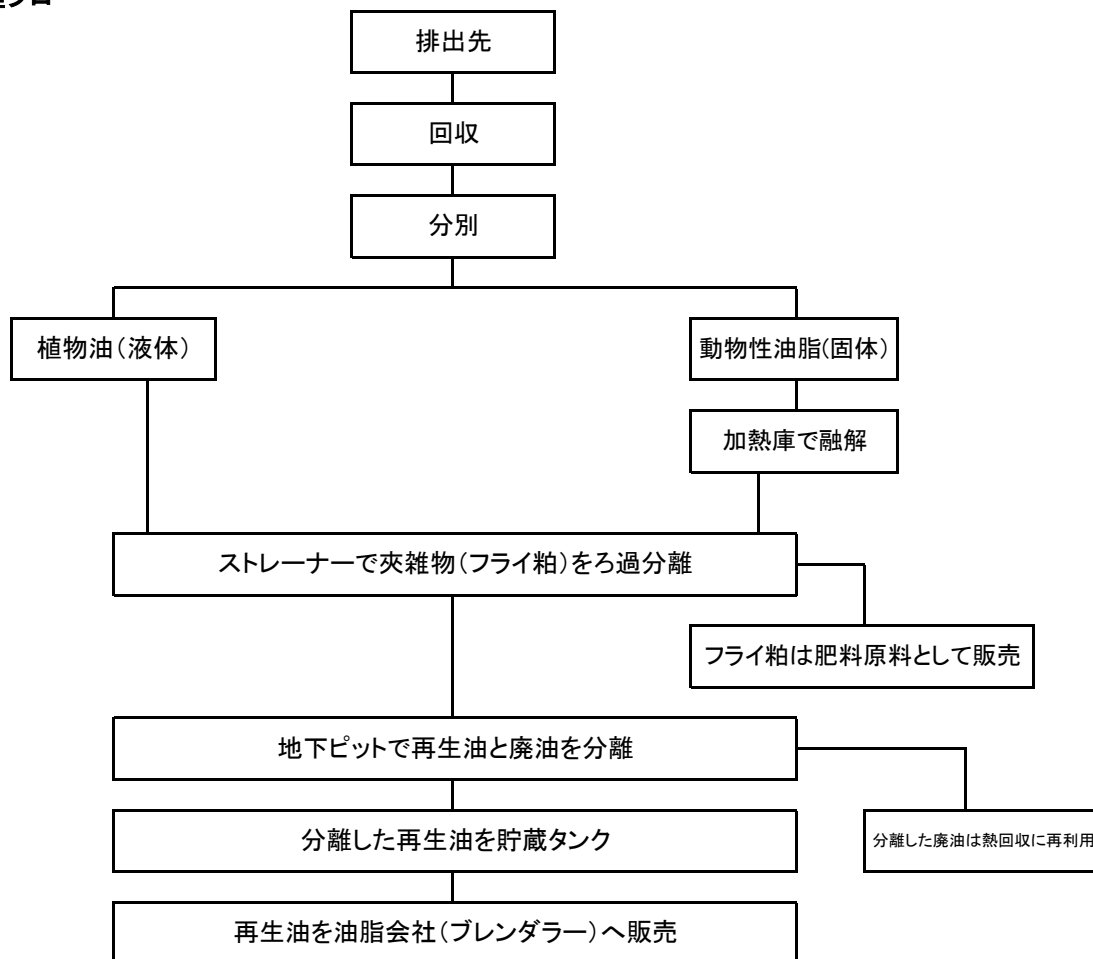 排出先
回収
分別
植物油(液体)
動物性油脂(固体)
加熱庫で融解
ストレーナーで夾雑物(フライ粕)をろ過分離
フライ粕は肥料原料として販売
地下ピットで再生油と廃油を分離
分離した再生油を貯蔵タンク
分離した廃油は熱回収に再利用
再生油を油脂会社(ブレンダラー)へ販売